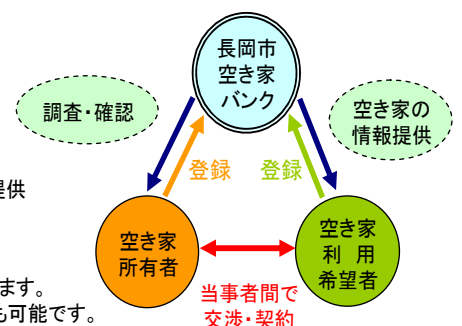 長岡市
空き家
バンク
調査・確認
空き家の
情報提供
登録
登録
提供
空き家
所有者
空き家
利用
希望者
ます。
も可能です。
当事者間で
交渉・契約